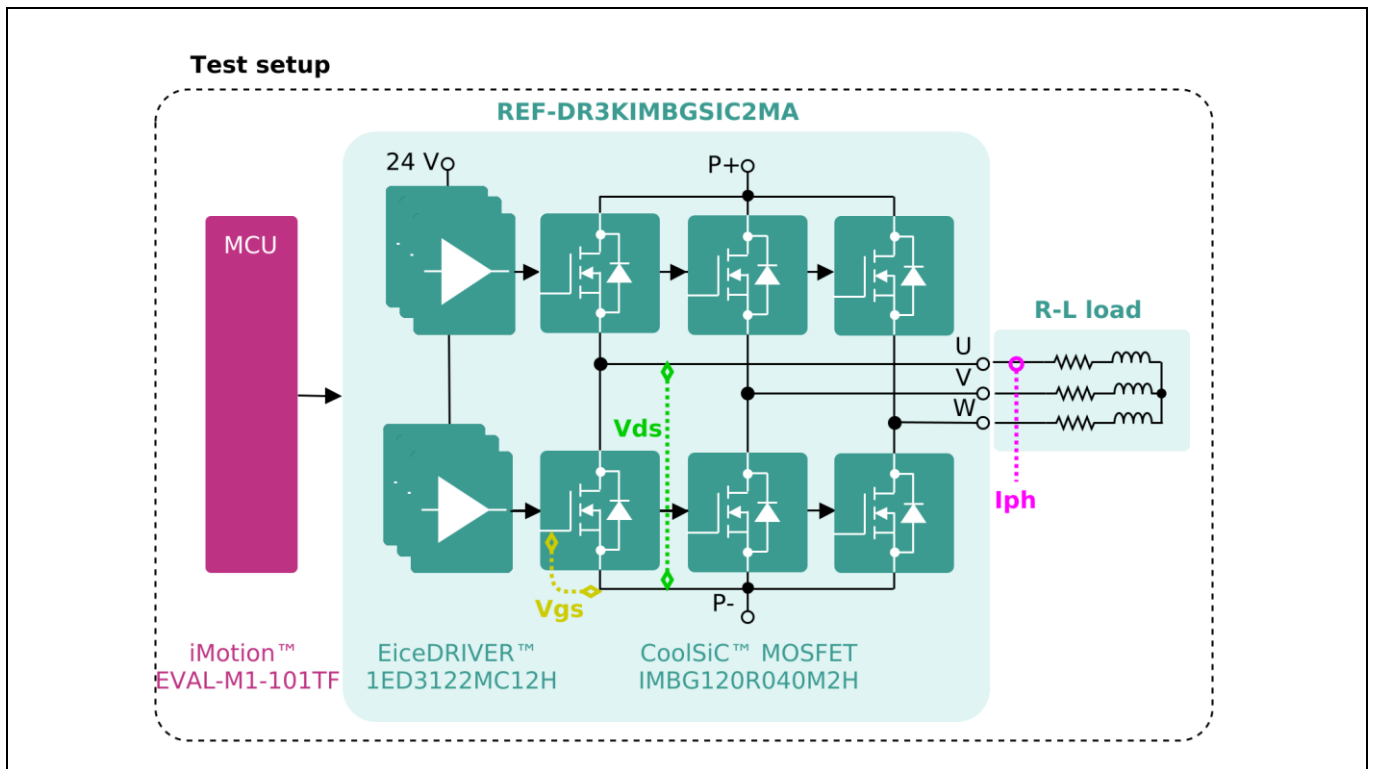 Test setup
REF-DR3KIMBGSIC2MA
24 V
P+
MCU
R-L load
U
V
W
Vds
Iph
Vgs
P-
iMotion™
EVAL-M1-101TF
EiceDRIVER™
1ED3122MC12H
CoolSiC™ MOSFET
IMBG120R040M2H